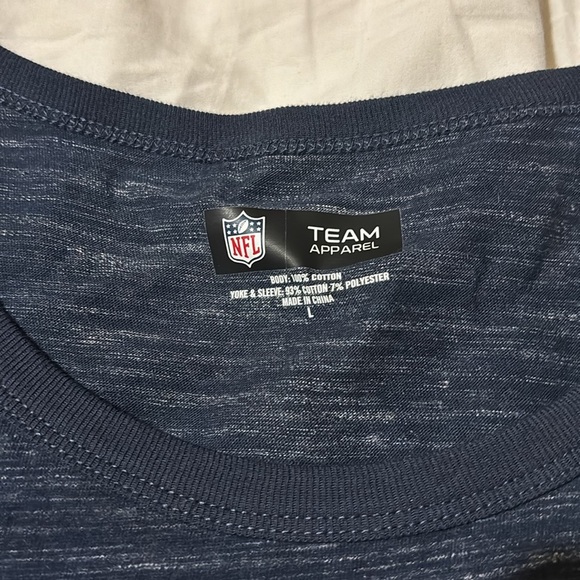 NFL
TEAM
APPAREL
BODY: 100% COTTON
YOKE & SLEEVE: 93% COTTON 7% POLYESTER
MADE IN CHINA
L